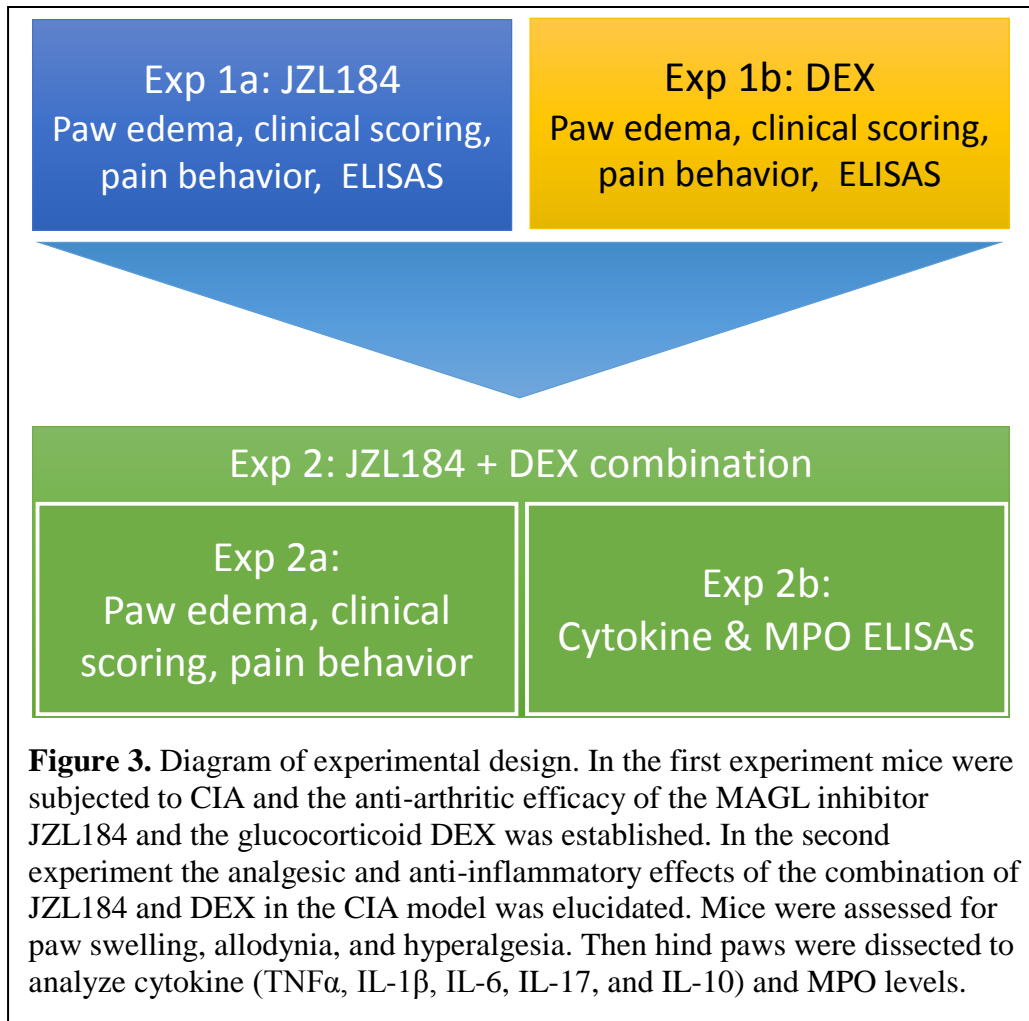 Exp 1a: JZL184
Paw edema, clinical scoring,
pain behavior, ELISAS
Exp 1b: DEX
Paw edema, clinical scoring,
pain behavior, ELISAS
Exp 2: JZL184 + DEX combination
Exp 2a:
Paw edema, clinical
scoring, pain behavior
Exp 2b:
Cytokine & MPO ELISAs
Figure 3. Diagram of experimental design. In the first experiment mice were
subjected to CIA and the anti-arthritic efficacy of the MAGL inhibitor
JZL184 and the glucocorticoid DEX was established. In the second
experiment the analgesic and anti-inflammatory effects of the combination of
JZL184 and DEX in the CIA model was elucidated. Mice were assessed for
paw swelling, allodynia, and hyperalgesia. Then hind paws were dissected to
analyze cytokine (TNFα, IL-1β, IL-6, IL-17, and IL-10) and MPO levels.